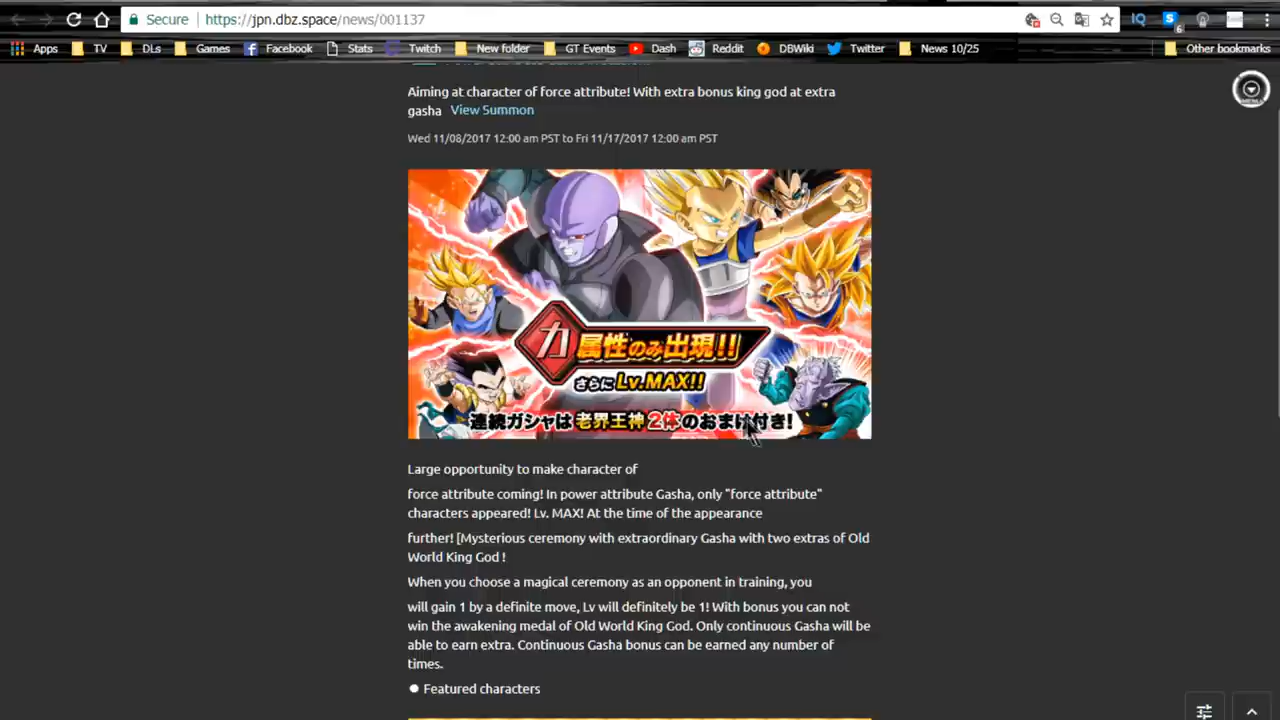 Secure https://jpn.dbz.space/news/001137
IQ
S
6
Apps TV DLs Games Facebook Stats Twitch New folder GT Events Dash Reddit DBWiki Twitter News 10/25 Other bookmarks
Aiming at character of force attribute! With extra bonus king god at extra
gasha View Summon
Wed 11/08/2017 12:00 am PST to Fri 11/17/2017 12:00 am PST
力属性のみ出現!!
さらにLv.MAX!!
連続ガシャは老界王神2体のおまけ付き!
Large opportunity to make character of
force attribute coming! In power attribute Gasha, only "force attribute"
characters appeared! Lv. MAX! At the time of the appearance
further! [Mysterious ceremony with extraordinary Gasha with two extras of Old
World King God !
When you choose a magical ceremony as an opponent in training, you
will gain 1 by a definite move, Lv will definitely be 1! With bonus you can not
win the awakening medal of Old World King God. Only continuous Gasha will be
able to earn extra. Continuous Gasha bonus can be earned any number of
times.
Featured characters